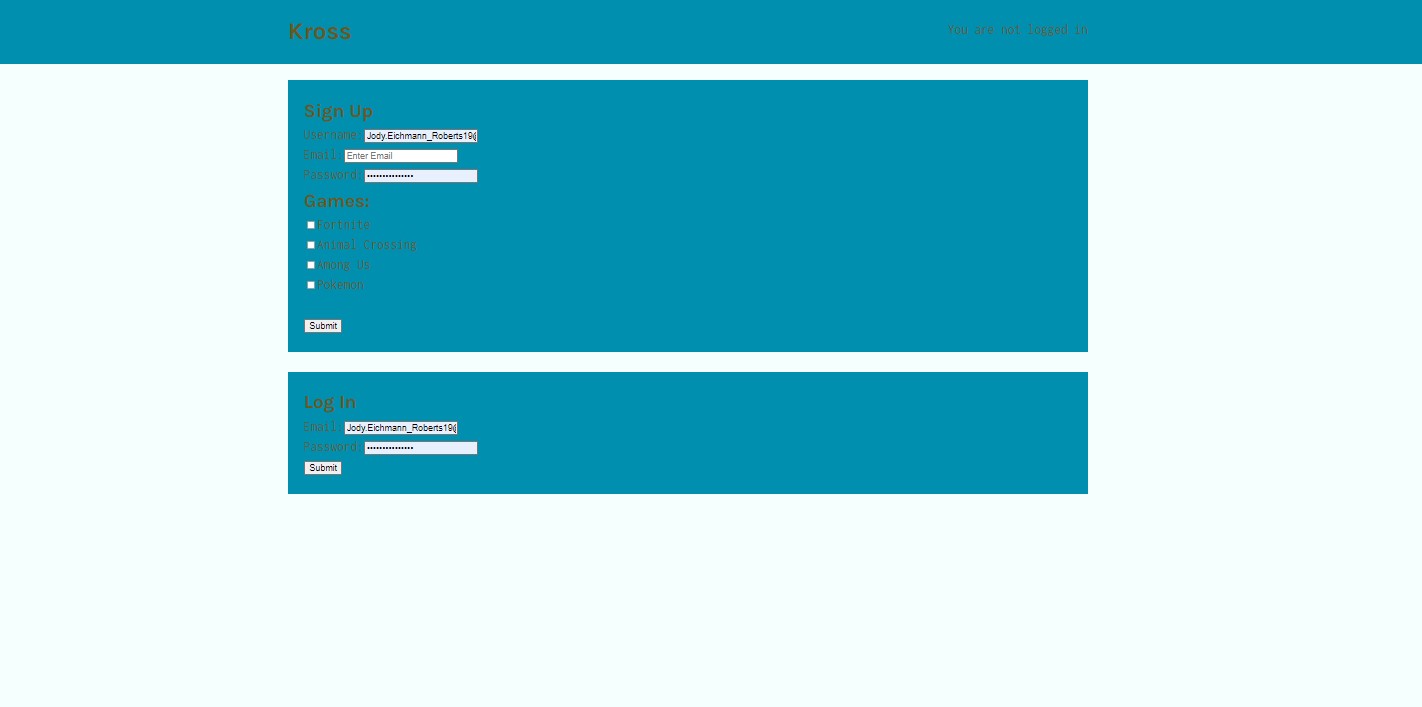 Kross
You are not logged in
Sign Up
Username: Jody.Eichmann_Roberts19@
Email: Enter Email
Password: •••••••••••••••
Games:
Fortnite
Animal Crossing
Among Us
Pokemon
Submit
Log In
Email: Jody.Eichmann_Roberts19@
Password: •••••••••••••••
Submit